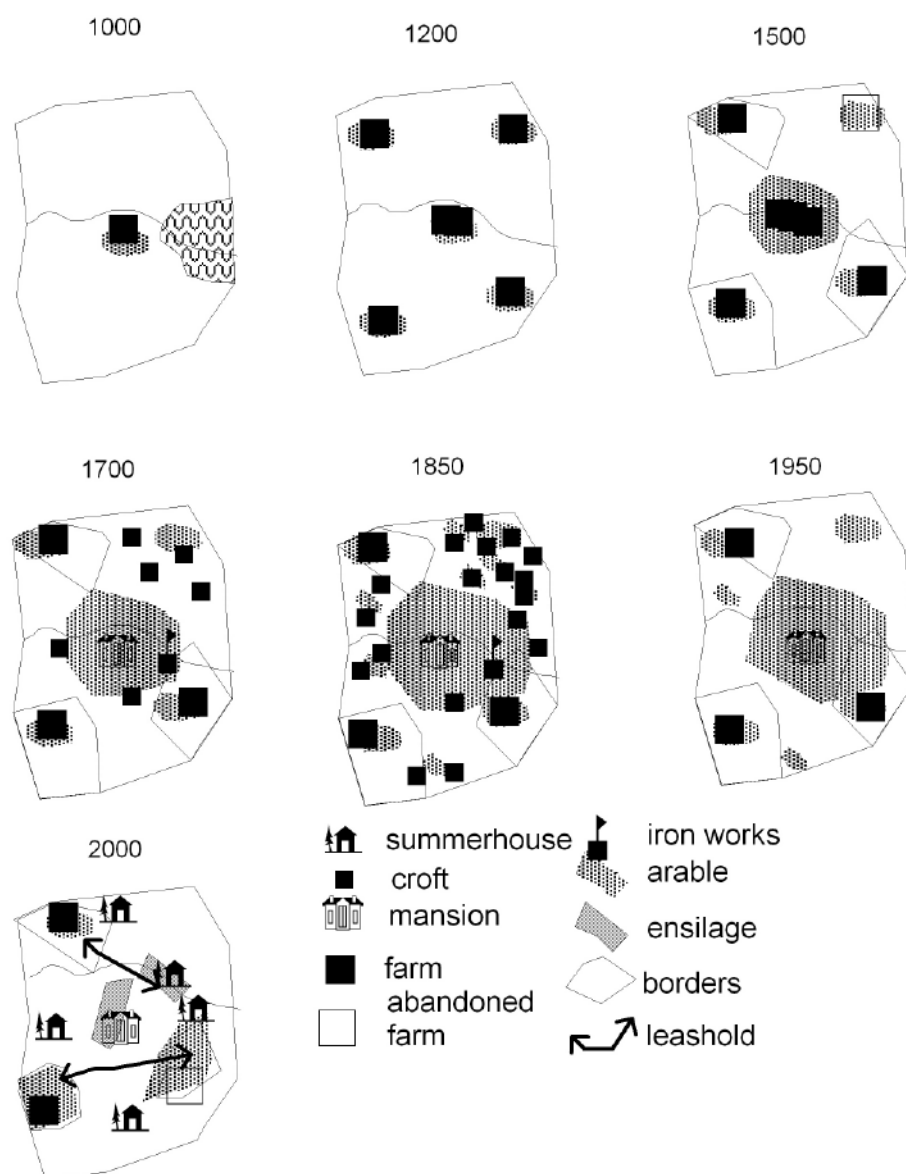 1000
1200
1500
1700
1850
1950
2000
summerhouse
croft
mansion
farm
abandoned
farm
iron works
arable
ensilage
borders
leashold